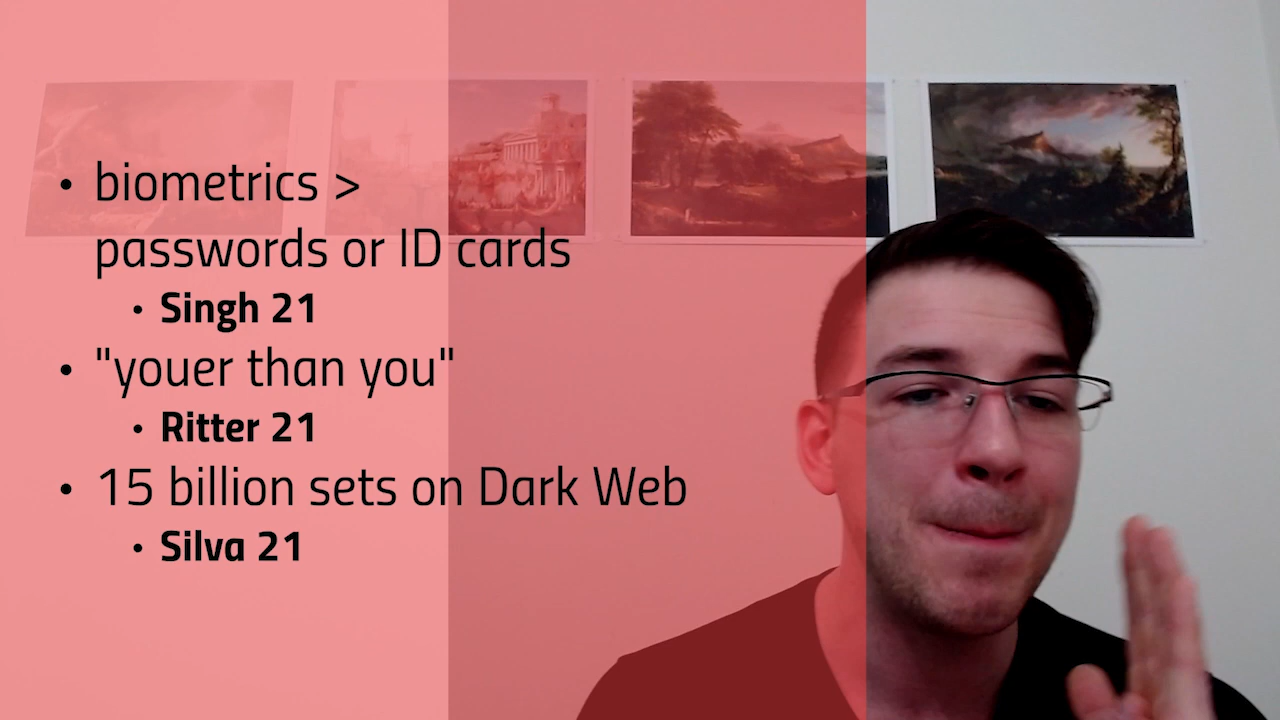 • biometrics >
passwords or ID cards
• Singh 21
• "youer than you"
• Ritter 21
• 15 billion sets on Dark Web
• Silva 21